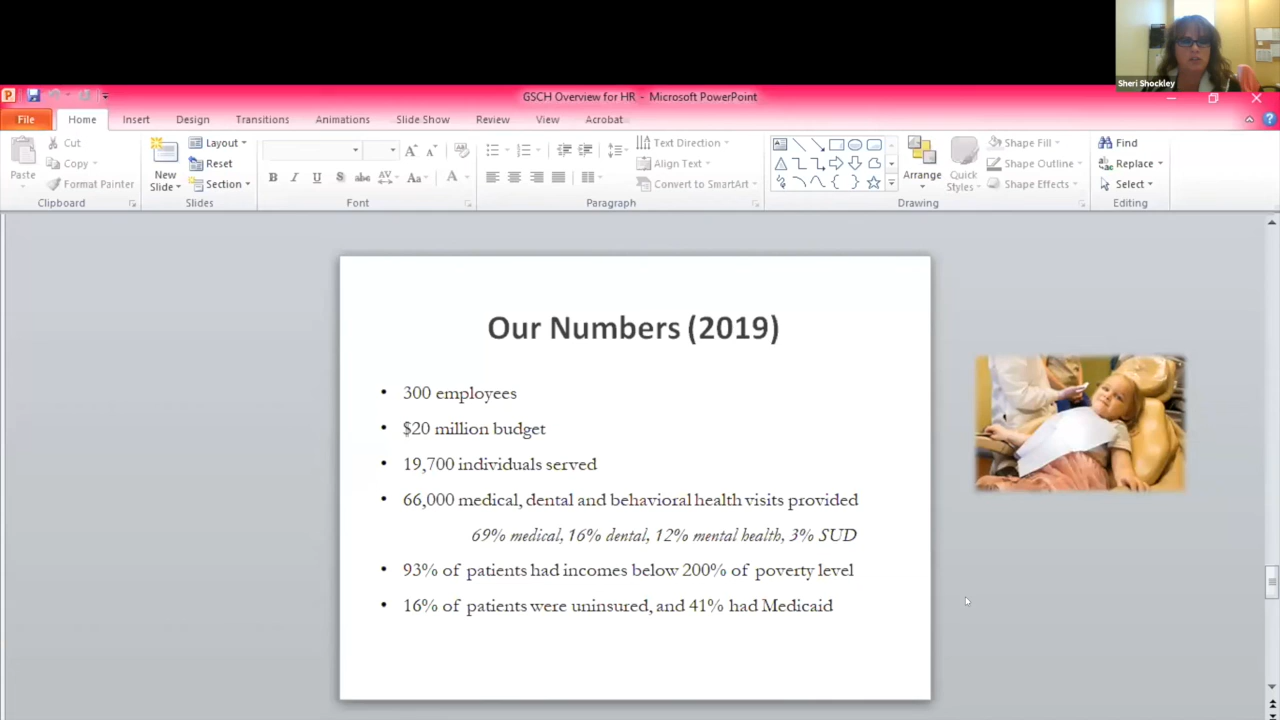 Sheri Shockley
GSCH Overview for HR - Microsoft PowerPoint
File Home Insert Design Transitions Animations Slide Show Review View Acrobat
Paste
Cut
Copy
Format Painter
Clipboard
New Slide
Layout
Reset
Section
Slides
B I U S abc AV Aa A
Font
Text Direction
Align Text
Convert to SmartArt
Paragraph
Arrange
Quick Styles
Shape Fill
Shape Outline
Shape Effects
Drawing
Find
Replace
Select
Editing
Our Numbers (2019)
• 300 employees
• $20 million budget
• 19,700 individuals served
• 66,000 medical, dental and behavioral health visits provided
69% medical, 16% dental, 12% mental health, 3% SUD
• 93% of patients had incomes below 200% of poverty level
• 16% of patients were uninsured, and 41% had Medicaid